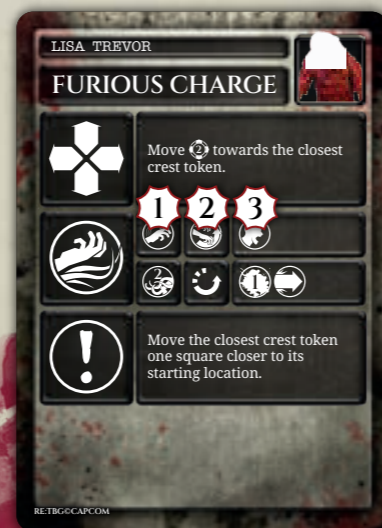 LISA TREVOR
FURIOUS CHARGE
Move 2 towards the closest
crest token.
1 2 3
2 1
Move the closest crest token
one square closer to its
starting location.
RE:TBG©CAPCOM